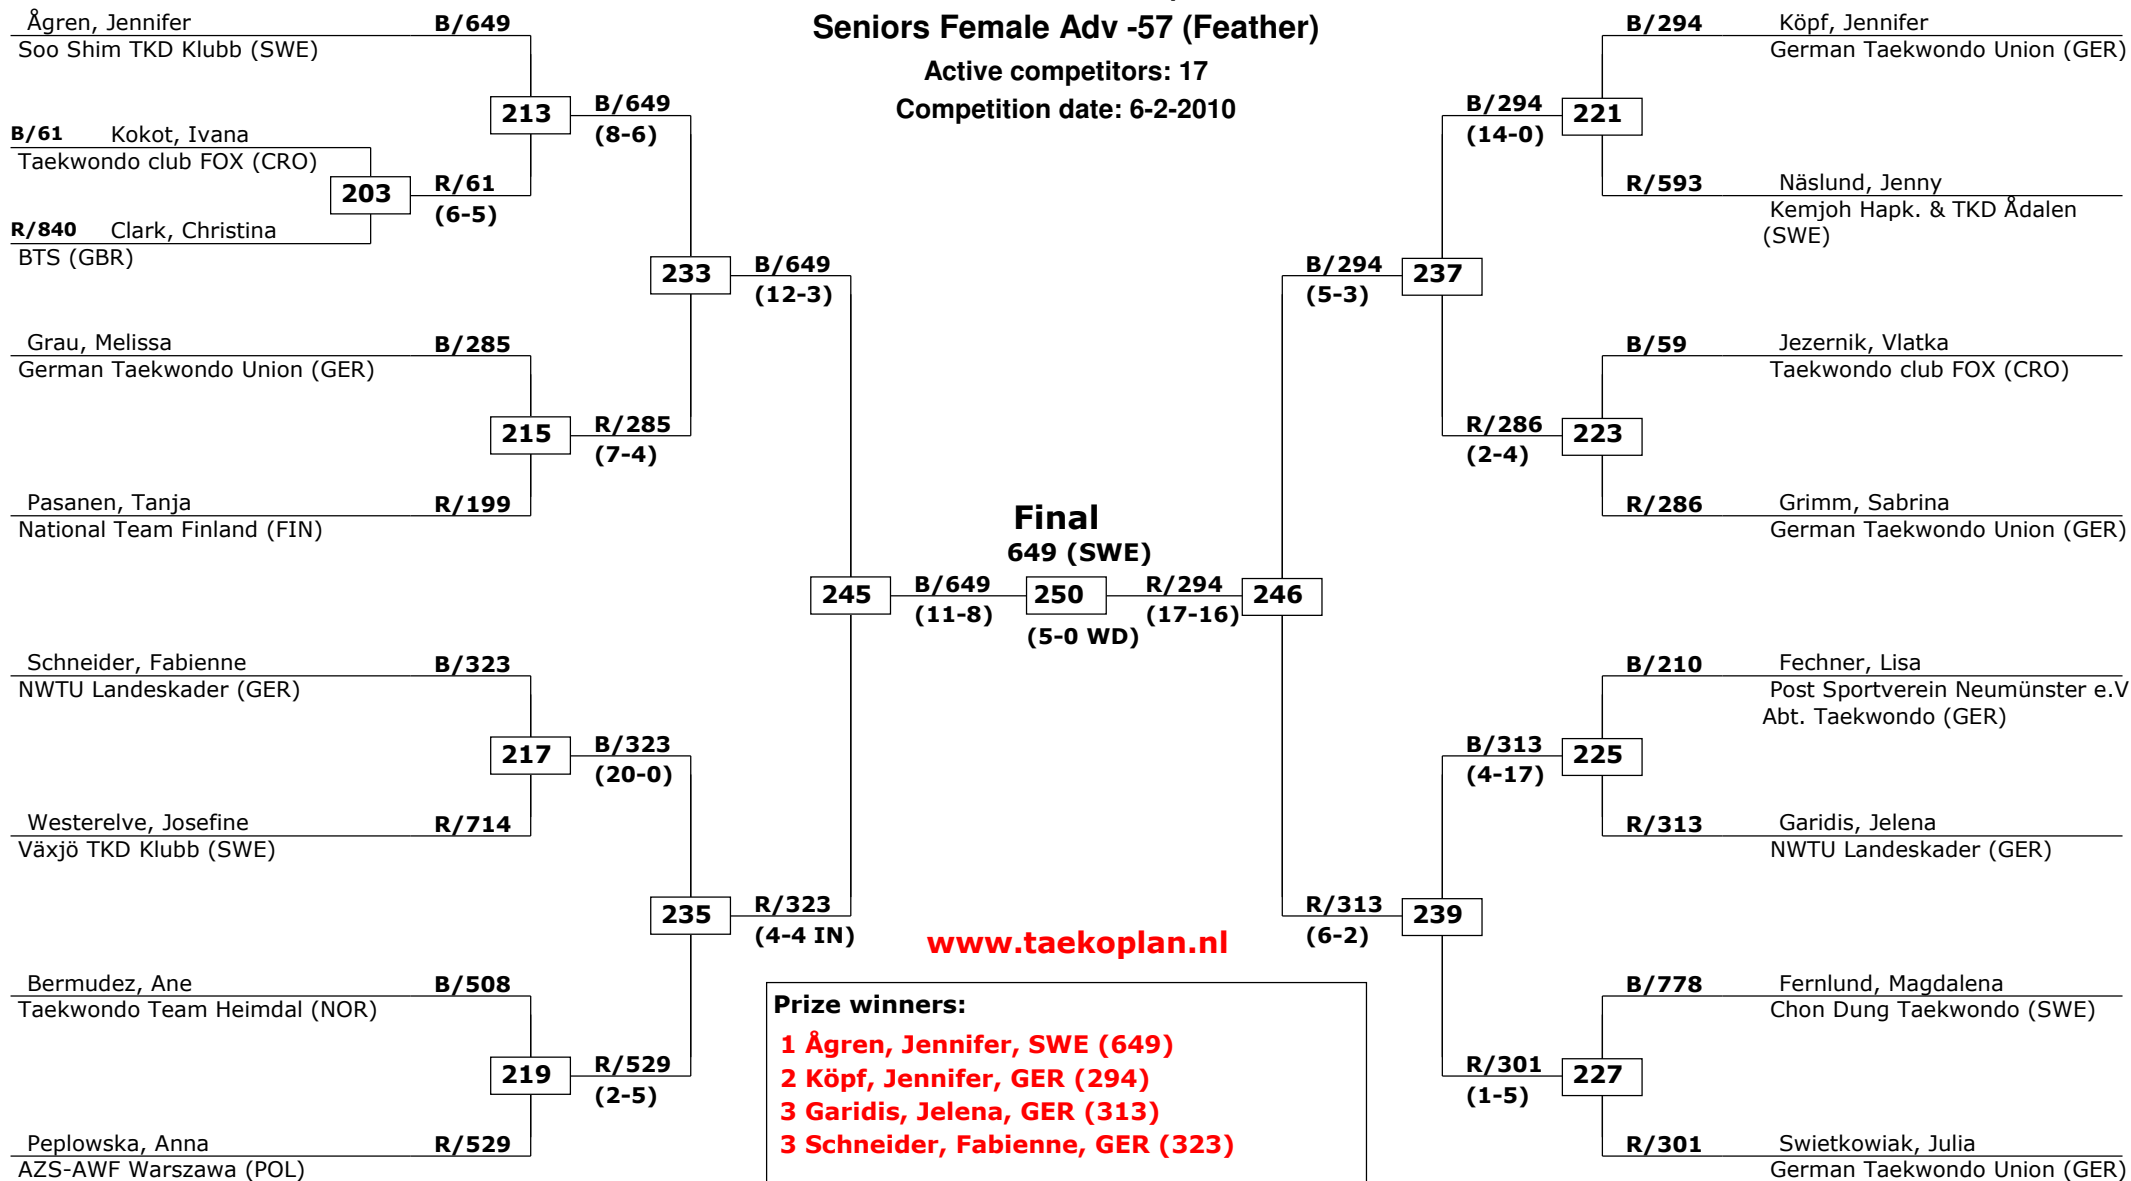 Seniors Female Adv -57 (Feather)
Active competitors: 17
Competition date: 6-2-2010
Ågren, Jennifer B/649
Soo Shim TKD Klubb (SWE)
B/61 Kokot, Ivana
Taekwondo club FOX (CRO)
R/840 Clark, Christina
BTS (GBR)
203
R/61
(6-5)
213
B/649
(8-6)
Grau, Melissa B/285
German Taekwondo Union (GER)
Pasanen, Tanja R/199
National Team Finland (FIN)
215
R/285
(7-4)
233
B/649
(12-3)
Schneider, Fabienne B/323
NWTU Landeskader (GER)
Westerelve, Josefine R/714
Växjö TKD Klubb (SWE)
217
B/323
(20-0)
Bermudez, Ane B/508
Taekwondo Team Heimdal (NOR)
Peplowska, Anna R/529
AZS-AWF Warszawa (POL)
219
R/529
(2-5)
235
R/323
(4-4 IN)
245
B/649
(11-8)
Final
649 (SWE)
250
(5-0 WD)
R/294
(17-16)
246
B/294 Köpf, Jennifer
German Taekwondo Union (GER)
R/593 Näslund, Jenny
Kemjoh Hapk. & TKD Ådalen
(SWE)
221
B/294
(14-0)
B/59 Jezernik, Vlatka
Taekwondo club FOX (CRO)
R/286 Grimm, Sabrina
German Taekwondo Union (GER)
223
R/286
(2-4)
237
B/294
(5-3)
B/210 Fechner, Lisa
Post Sportverein Neumünster e.V
Abt. Taekwondo (GER)
R/313 Garidis, Jelena
NWTU Landeskader (GER)
225
B/313
(4-17)
B/778 Fernlund, Magdalena
Chon Dung Taekwondo (SWE)
R/301 Swietkowiak, Julia
German Taekwondo Union (GER)
227
R/301
(1-5)
239
R/313
(6-2)
www.taekoplan.nl
Prize winners:
1 Ågren, Jennifer, SWE (649)
2 Köpf, Jennifer, GER (294)
3 Garidis, Jelena, GER (313)
3 Schneider, Fabienne, GER (323)